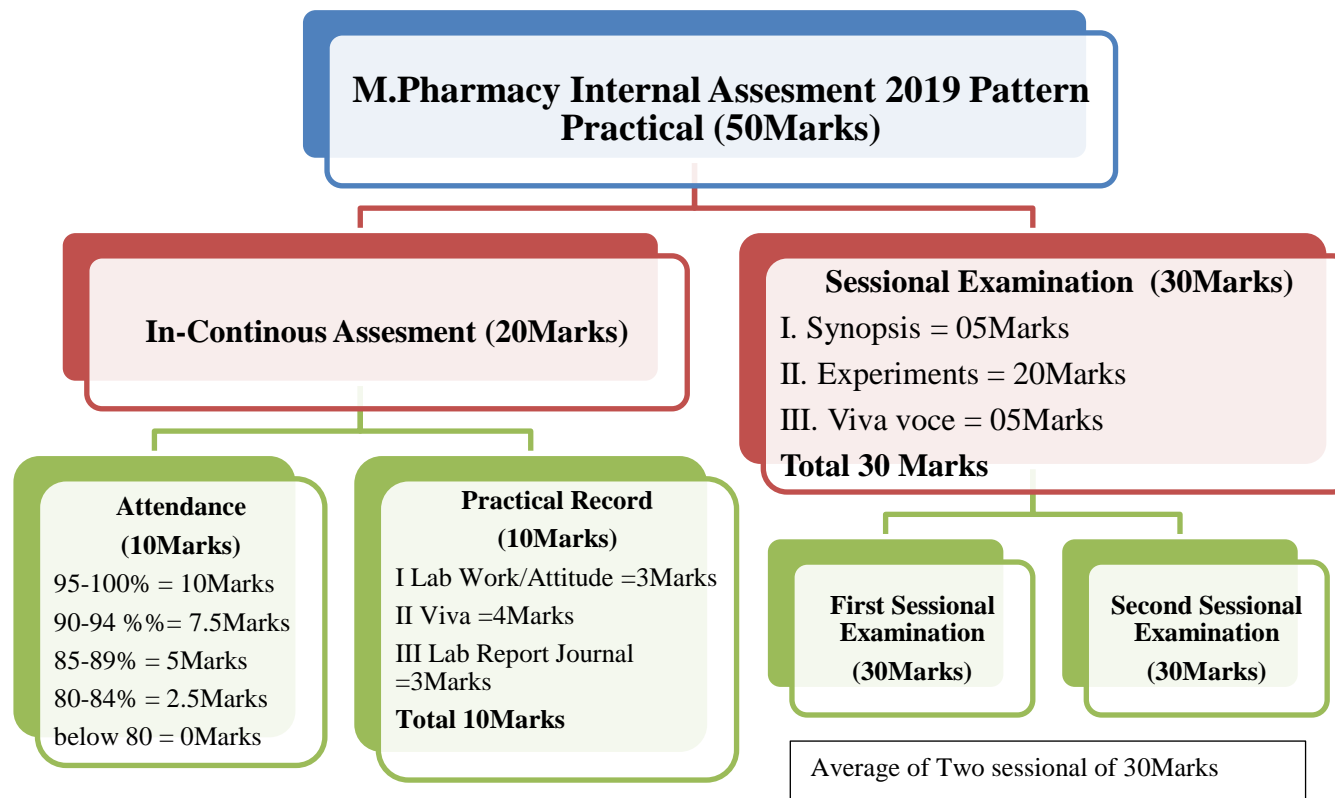 M.Pharmacy Internal Assesment 2019 Pattern
Practical (50Marks)
In-Continous Assesment (20Marks)
Sessional Examination (30Marks)
I. Synopsis = 05Marks
II. Experiments = 20Marks
III. Viva voce = 05Marks
Total 30 Marks
Attendance
(10Marks)
95-100% = 10Marks
90-94 %%= 7.5Marks
85-89% = 5Marks
80-84% = 2.5Marks
below 80 = 0Marks
Practical Record
(10Marks)
I Lab Work/Attitude =3Marks
II Viva =4Marks
III Lab Report Journal
=3Marks
Total 10Marks
First Sessional
Examination
(30Marks)
Second Sessional
Examination
(30Marks)
Average of Two sessional of 30Marks